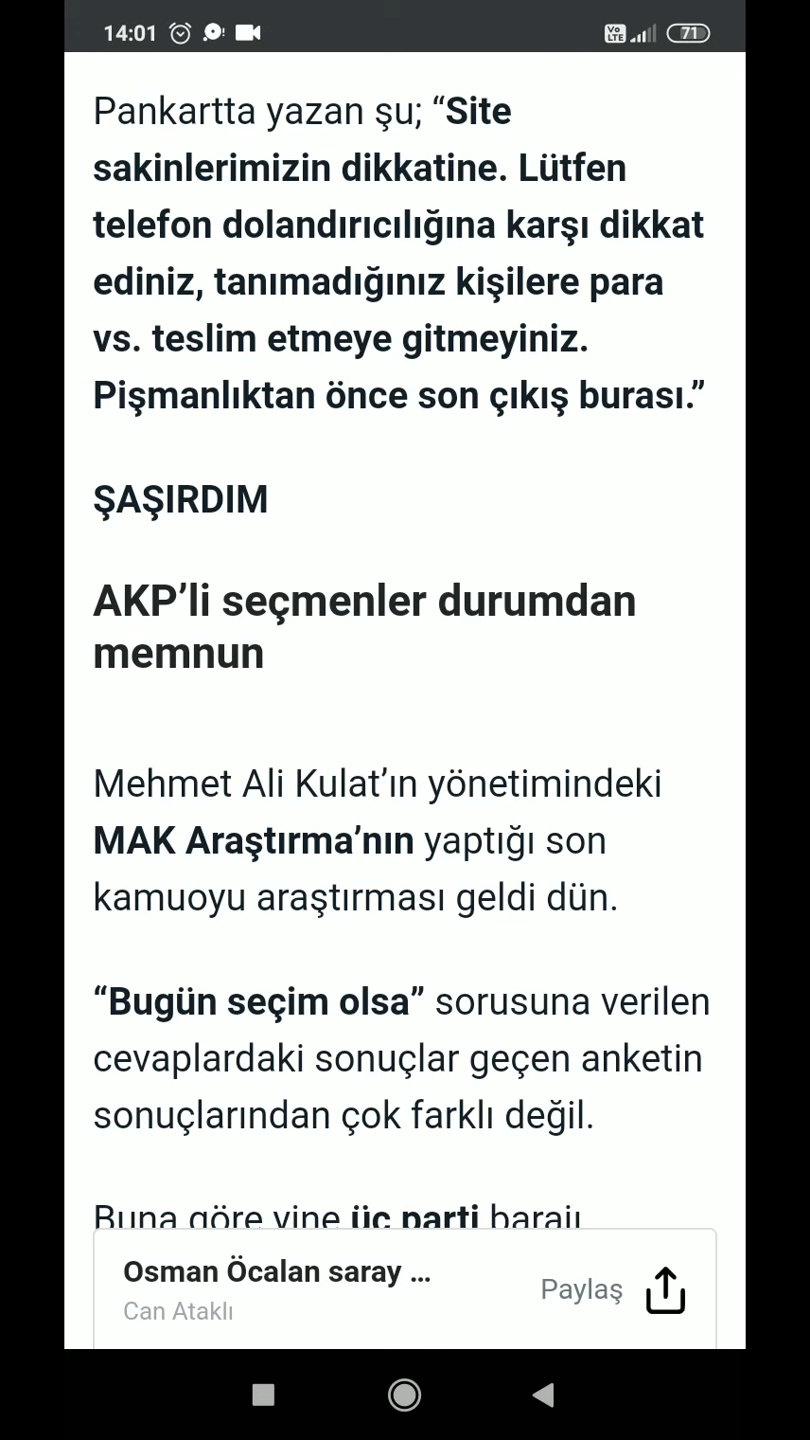 14:01
Vo LTE
71
Pankartta yazan şu; “Site
sakinlerimizin dikkatine. Lütfen
telefon dolandırıcılığına karşı dikkat
ediniz, tanımadığınız kişilere para
vs. teslim etmeye gitmeyiniz.
Pişmanlıktan önce son çıkış burası.”
ŞAŞIRDIM
AKP’li seçmenler durumdan
memnun
Mehmet Ali Kulat’ın yönetimindeki
MAK Araştırma’nın yaptığı son
kamuoyu araştırması geldi dün.
“Bugün seçim olsa” sorusuna verilen
cevaplardaki sonuçlar geçen anketin
sonuçlarından çok farklı değil.
Buna göre yine üç parti barajı
Osman Öcalan saray ...
Can Ataklı
Paylaş